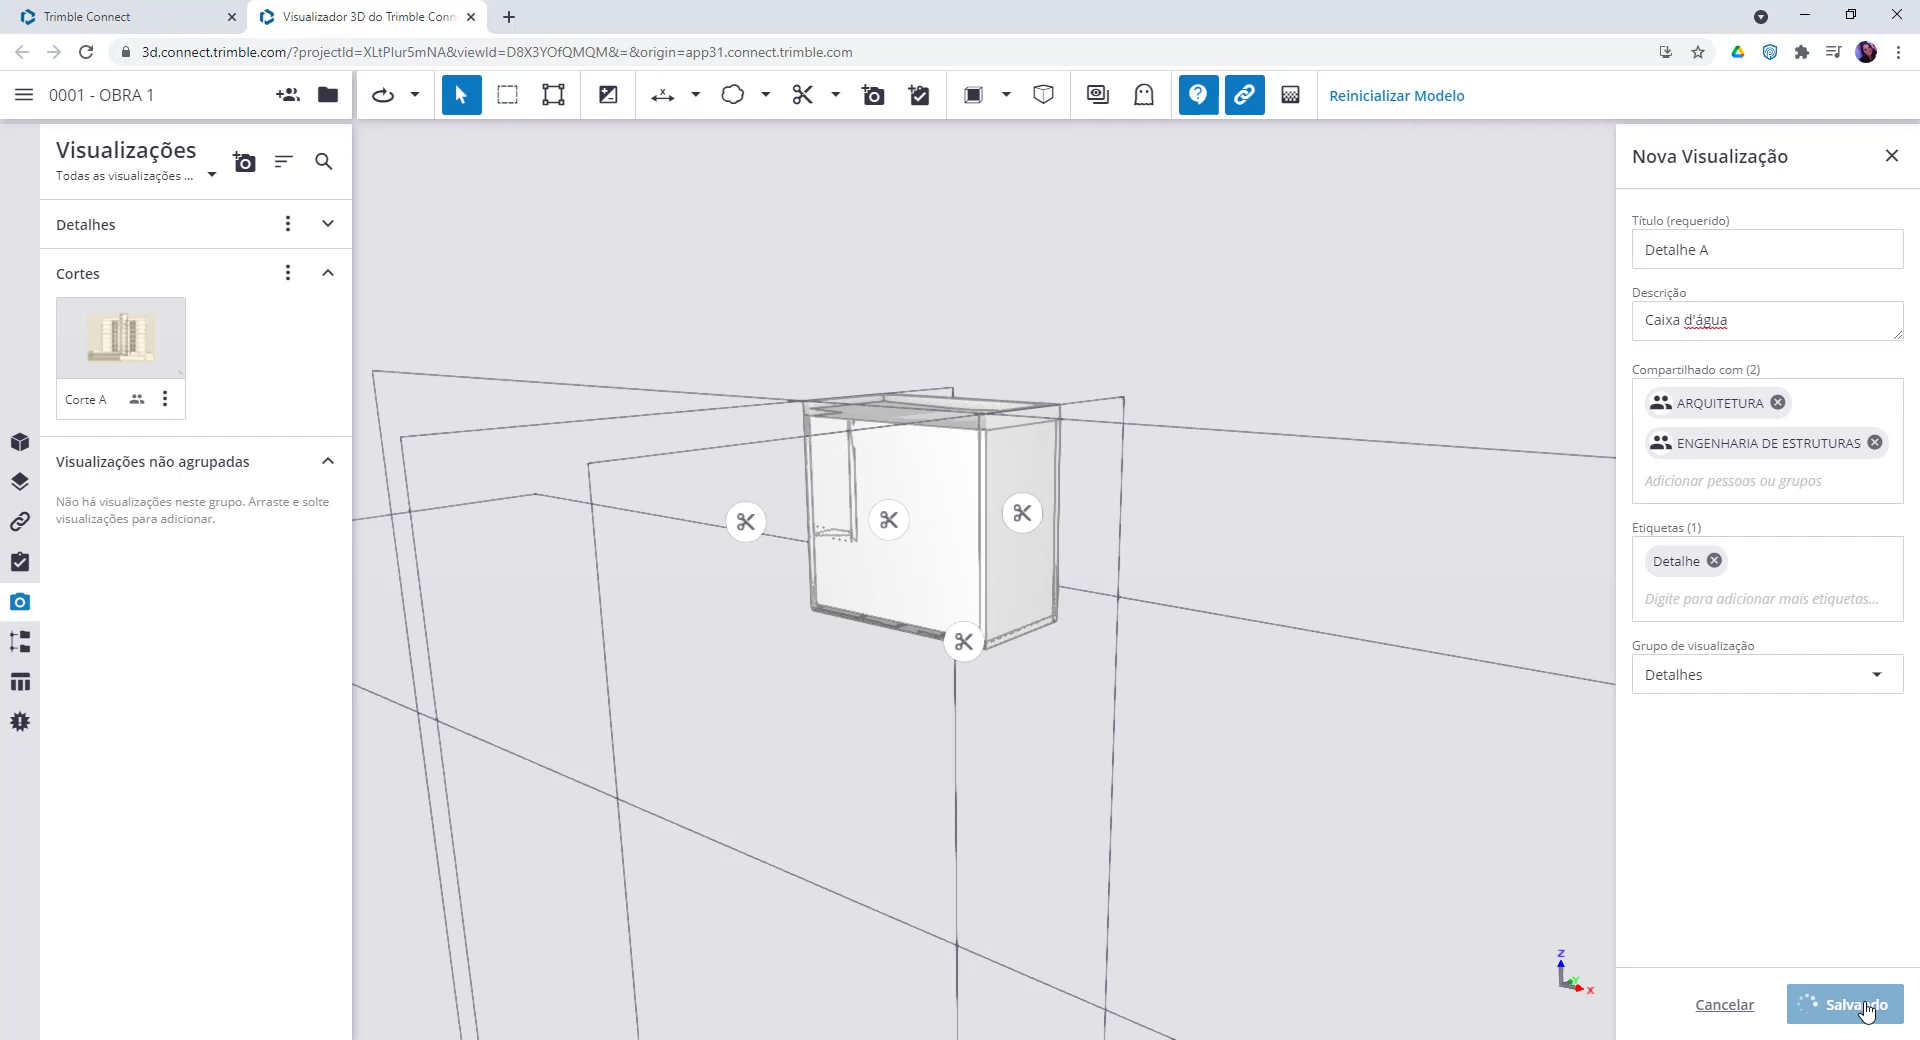 Trimble Connect
Visualizador 3D do Trimble Conn
3d.connect.trimble.com/?projectId=XLtPlur5mNA&viewId=D8X3YOfQMQM&=&origin=app31.connect.trimble.com
0001 - OBRA 1
Reinicializar Modelo
Visualizações
Todas as visualizações ...
Detalhes
Cortes
Corte A
Visualizações não agrupadas
Não há visualizações neste grupo. Arraste e solte
visualizações para adicionar.
Z
Y
X
Nova Visualização
Título (requerido)
Detalhe A
Descrição
Caixa d'água
Compartilhado com (2)
ARQUITETURA
ENGENHARIA DE ESTRUTURAS
Adicionar pessoas ou grupos
Etiquetas (1)
Detalhe
Digite para adicionar mais etiquetas...
Grupo de visualização
Detalhes
Cancelar
Salvando